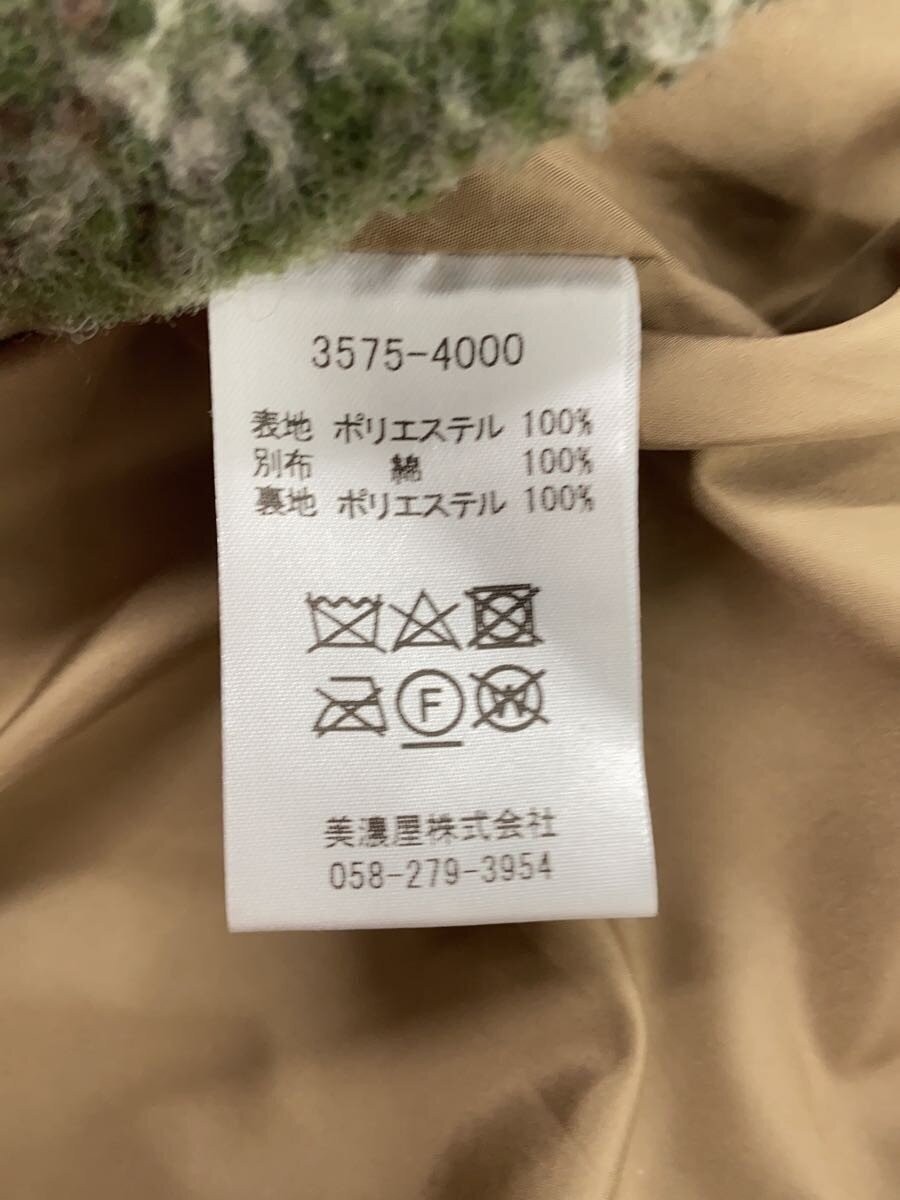 3575-4000
表地 ポリエステル 100%
別布 綿 100%
裏地 ポリエステル 100%
F W
美濃屋株式会社
058-279-3954